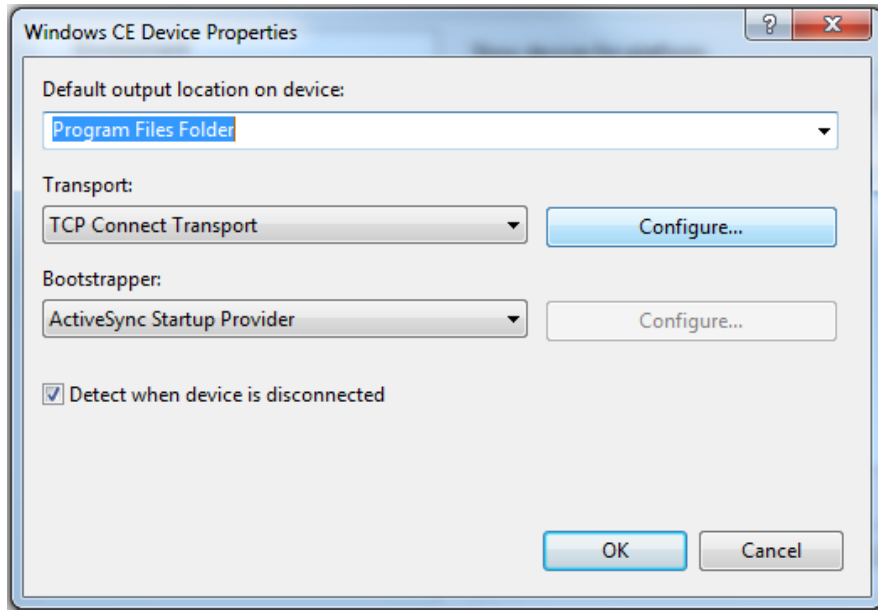 Windows CE Device Properties
Default output location on device:
Program Files Folder
Transport:
TCP Connect Transport
Configure...
Bootstrapper:
ActiveSync Startup Provider
Configure...
Detect when device is disconnected
OK
Cancel